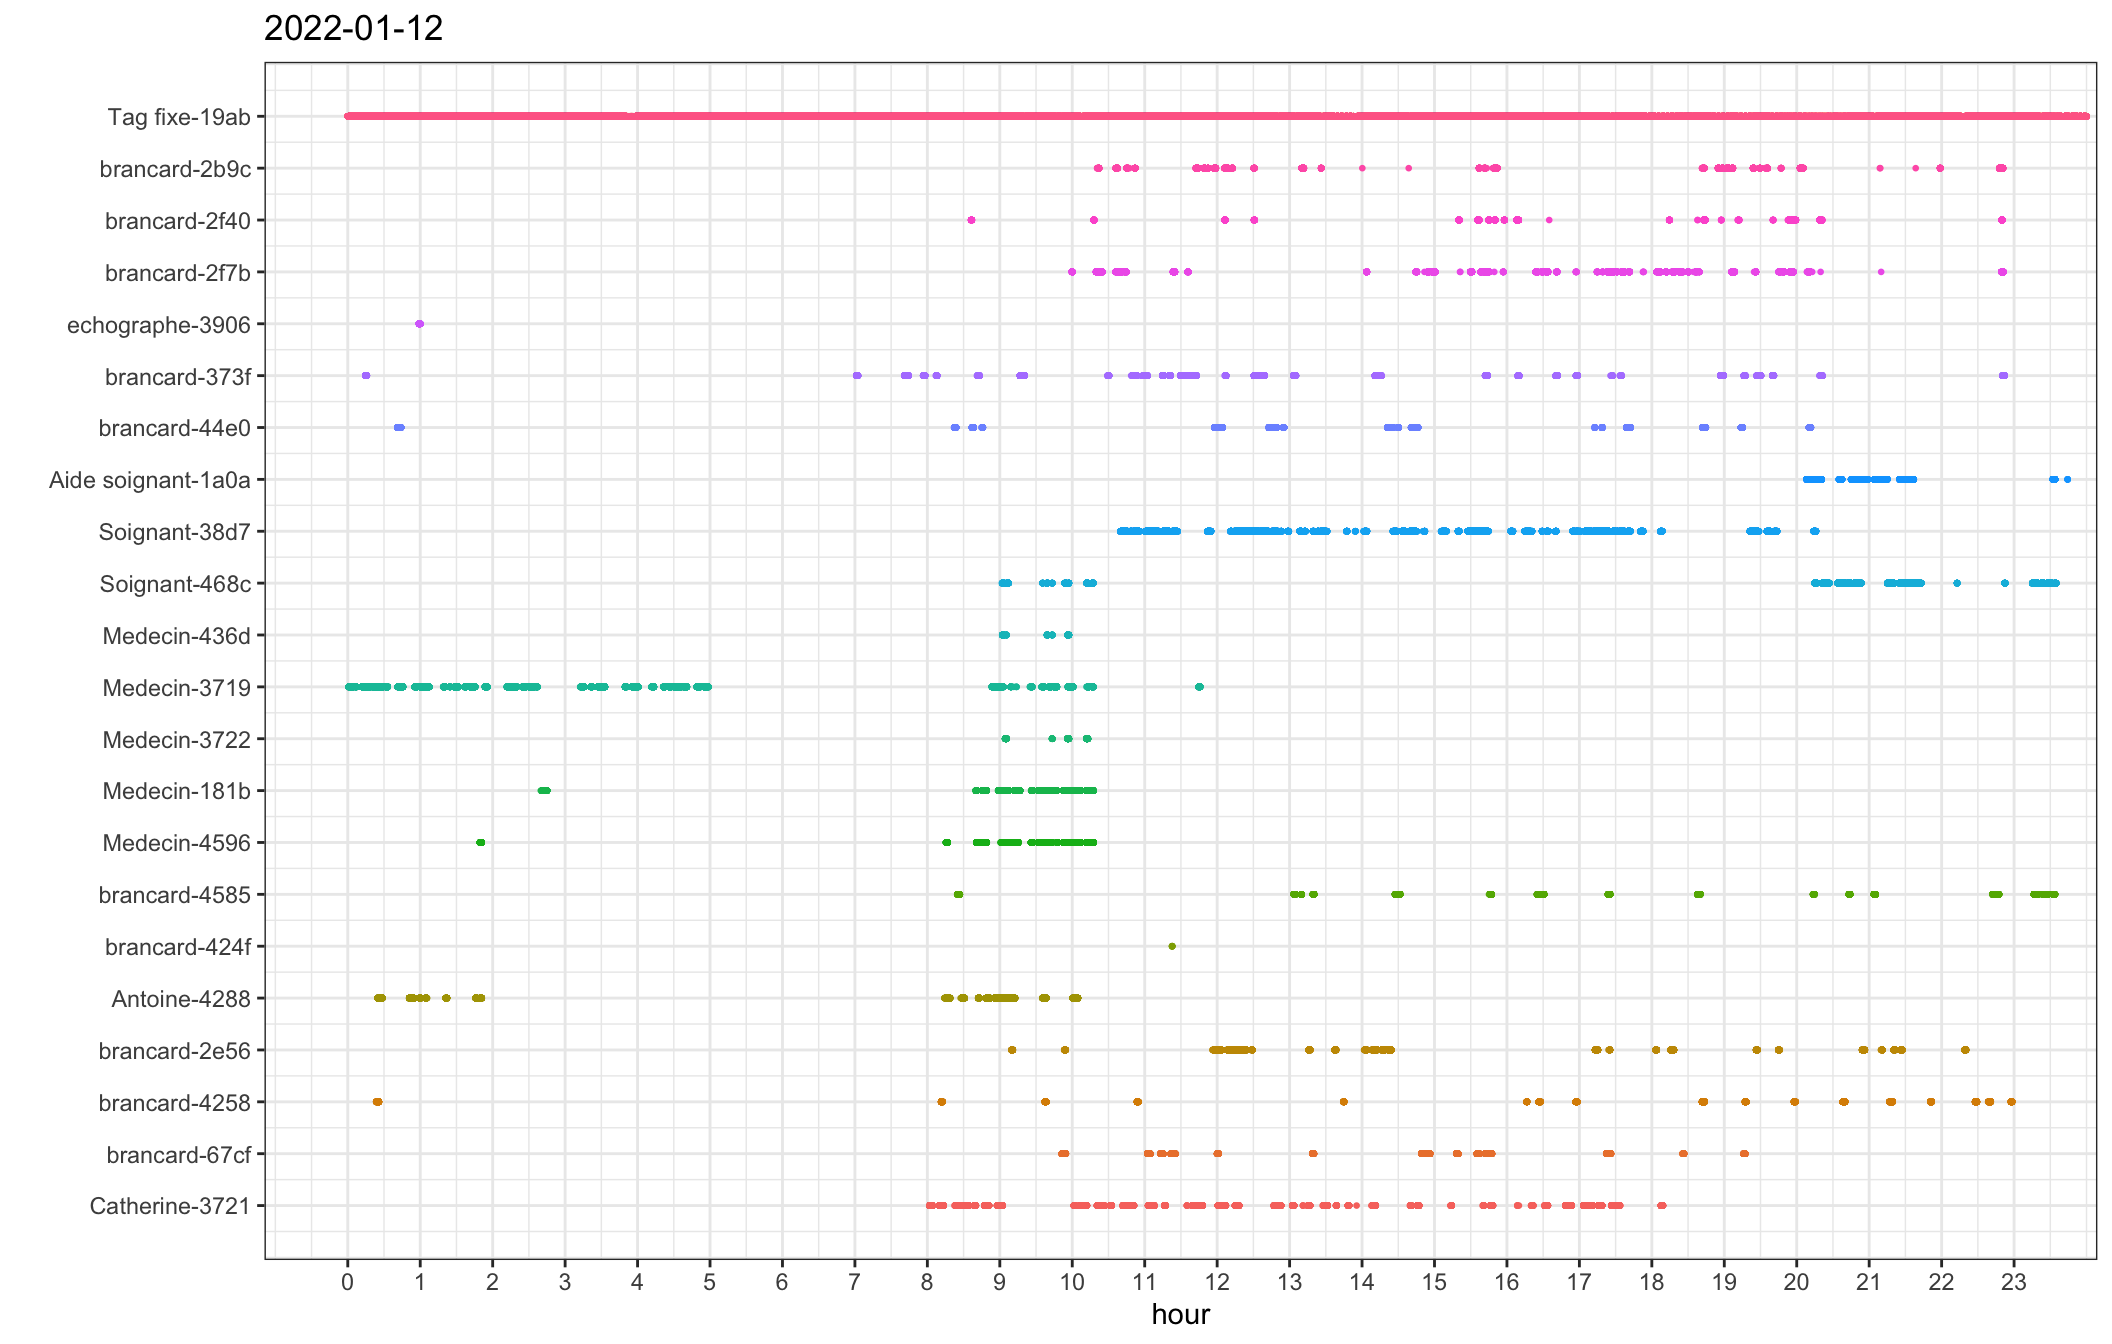 2022-01-12
Tag fixe-19ab
brancard-2b9c
brancard-2f40
brancard-2f7b
echographe-3906
brancard-373f
brancard-44e0
Aide soignant-1a0a
Soignant-38d7
Soignant-468c
Medecin-436d
Medecin-3719
Medecin-3722
Medecin-181b
Medecin-4596
brancard-4585
brancard-424f
Antoine-4288
brancard-2e56
brancard-4258
brancard-67cf
Catherine-3721
0 1 2 3 4 5 6 7 8 9 10 11 12 13 14 15 16 17 18 19 20 21 22 23
hour